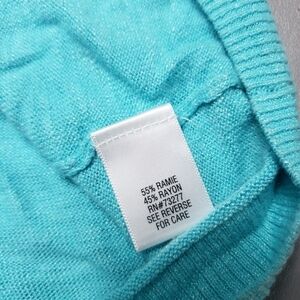 55% RAMIE
45% RAYON
RN#73277
SEE REVERSE
FOR CARE